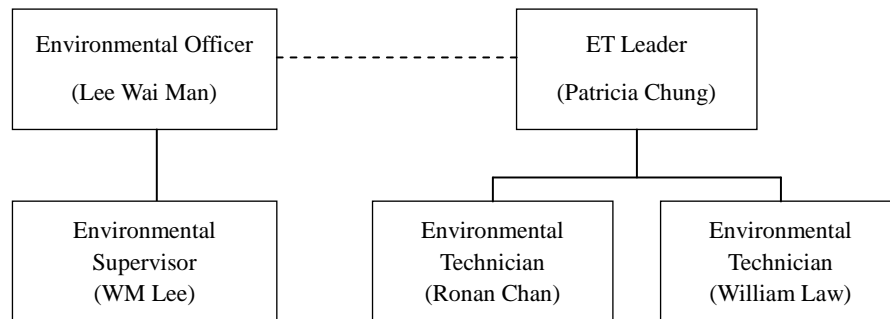 Environmental Officer
(Lee Wai Man)
ET Leader
(Patricia Chung)
Environmental
Supervisor
(WM Lee)
Environmental
Technician
(Ronan Chan)
Environmental
Technician
(William Law)